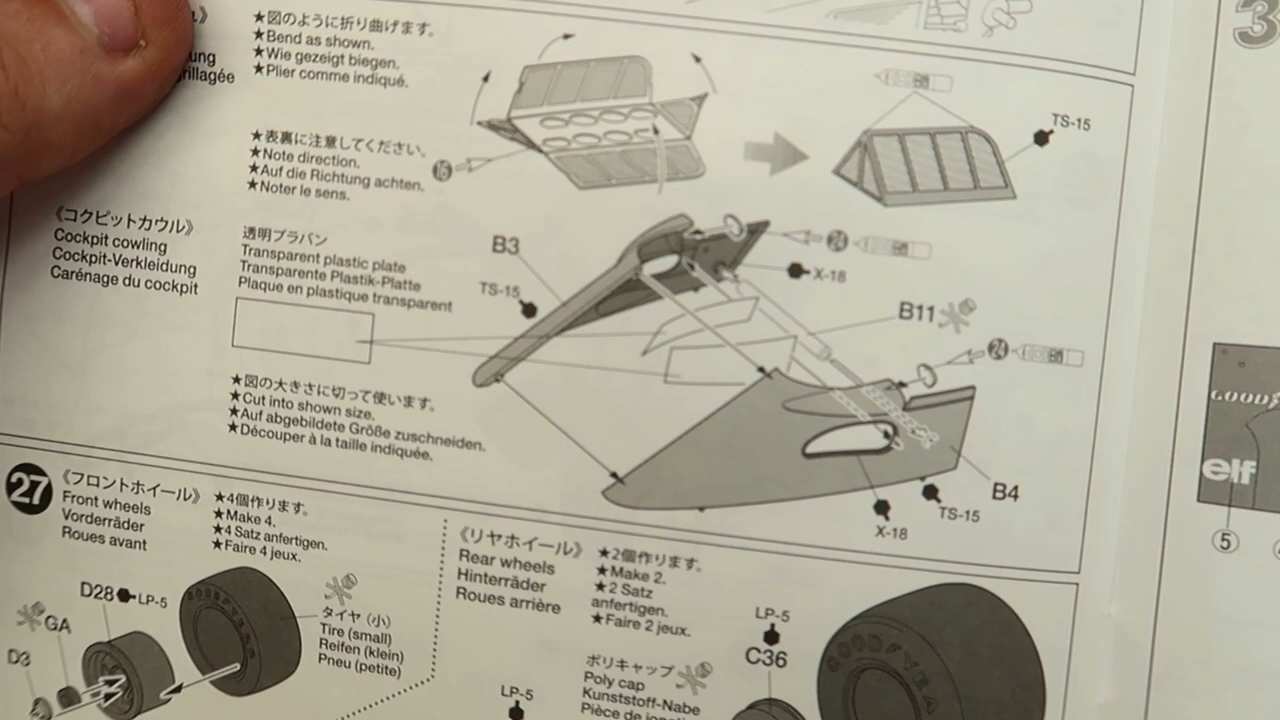 》
ung
rillagée
★図のように折り曲げます。
★Bend as shown.
★Wie gezeigt biegen.
★Plier comme indiqué.
★表裏に注意してください。
★Note direction.
★Auf die Richtung achten.
★Noter le sens.
16
TS-15
《コクピットカウル》
Cockpit cowling
Cockpit-Verkleidung
Carénage du cockpit
透明プラバン
Transparent plastic plate
Transparente Plastik-Platte
Plaque en plastique transparent
B3
TS-15
X-18
B11
24
B4
TS-15
X-18
★図の大きさに切って使います。
★Cut into shown size.
★Auf abgebildete Größe zuschneiden.
★Découper à la taille indiquée.
27
《フロントホイール》
Front wheels
Vorderräder
Roues avant
★4個作ります。
★Make 4.
★4 Satz anfertigen.
★Faire 4 jeux.
D28
LP-5
GA
D3
GOODYEAR
タイヤ (小)
Tire (small)
Reifen (klein)
Pneu (petite)
《リヤホイール》
Rear wheels
Hinterräder
Roues arrière
★2個作ります。
★Make 2.
★2 Satz
anfertigen.
★Faire 2 jeux.
LP-5
C36
ポリキャップ
Poly cap
Kunststoff-Nabe
LP-5
GOODYEA
3
GOODY
elf
5